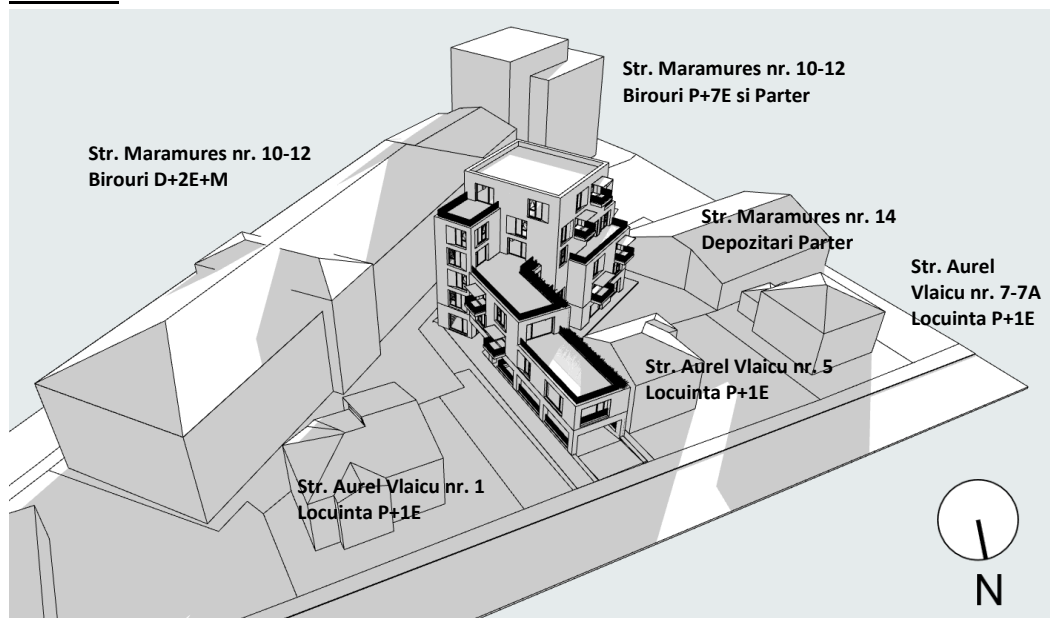 Str. Maramures nr. 10-12
Birouri P+7E si Parter
Str. Maramures nr. 10-12
Birouri D+2E+M
Str. Maramures nr. 14
Depozitari Parter
Str. Aurel
Vlaicu nr. 7-7A
Locuinta P+1E
Str. Aurel Vlaicu nr. 5
Locuinta P+1E
Str. Aurel Vlaicu nr. 1
Locuinta P+1E
N